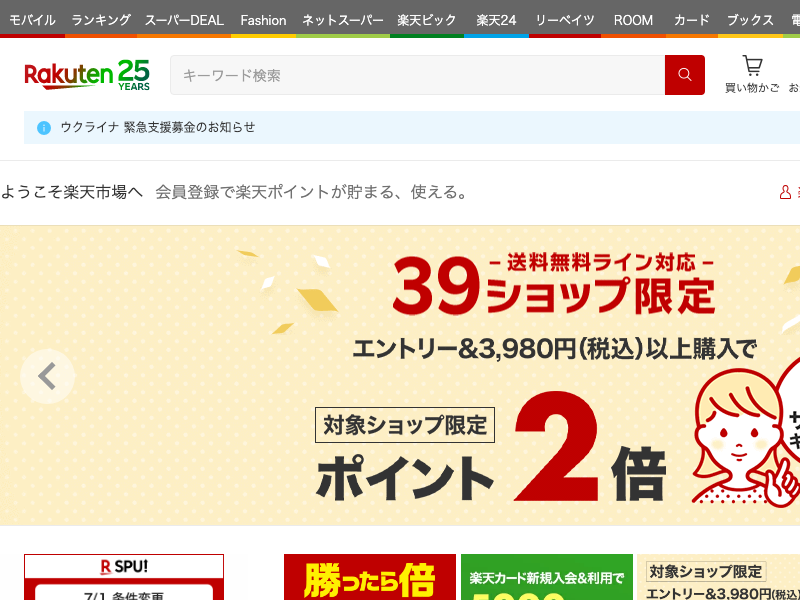 モバイル ランキング スーパーDEAL Fashion ネットスーパー 楽天ビック 楽天24 リーベイツ ROOM カード ブックス
Rakuten 25 YEARS
キーワード検索
買い物かご お
ウクライナ 緊急支援募金のお知らせ
ようこそ楽天市場へ 会員登録で楽天ポイントが貯まる、使える。
39 −送料無料ライン対応−
ショップ限定
エントリー&3,980円(税込)以上購入で
対象ショップ限定
ポイント 2 倍
R SPU!
7/1 条件変更
勝ったら倍
楽天カード新規入会&利用で
対象ショップ限定
エントリー&3,980円(税込)